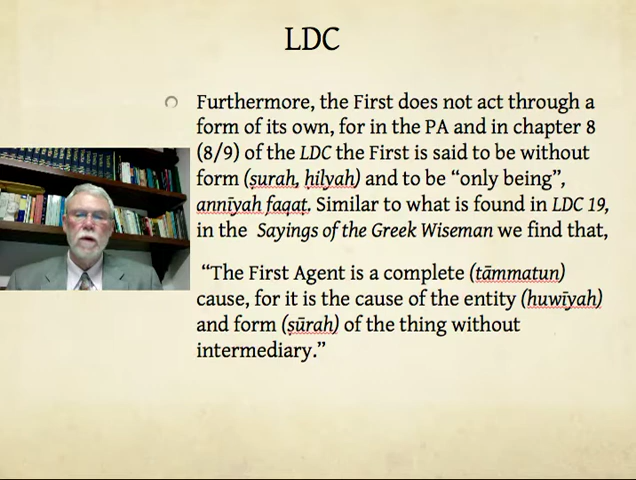 LDC
Furthermore, the First does not act through a
form of its own, for in the PA and in chapter 8
(8/9) of the LDC the First is said to be without
form (ṣurah, ḥilyah) and to be “only being”,
annīyah faqaṭ. Similar to what is found in LDC 19,
in the Sayings of the Greek Wiseman we find that,
“The First Agent is a complete (tāmmatun)
cause, for it is the cause of the entity (huwīyah)
and form (ṣūrah) of the thing without
intermediary.”